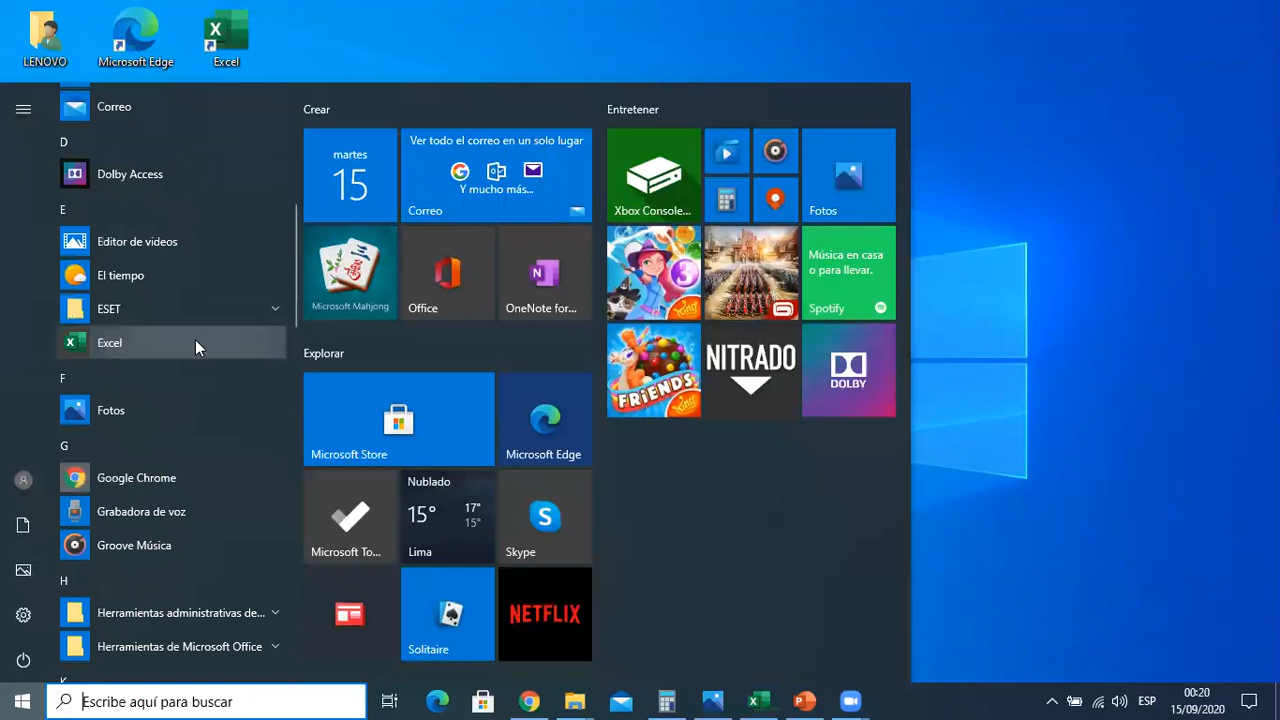 LENOVO
Microsoft Edge
Excel
Correo
D
Dolby Access
E
Editor de videos
El tiempo
ESET
Excel
F
Fotos
G
Google Chrome
Grabadora de voz
Groove Música
H
Herramientas administrativas de...
Herramientas de Microsoft Office
Crear
martes
15
Ver todo el correo en un solo lugar
Y mucho más...
Correo
Microsoft Mahjong
Office
OneNote for...
Explorar
Microsoft Store
Microsoft Edge
Microsoft To...
Nublado
15°
17°
15°
Lima
Skype
Solitaire
NETFLIX
Entretener
Xbox Console...
Fotos
3
King
Música en casa
o para llevar.
Spotify
FRIENDS
King
NITRADO
DOLBY
Escribe aquí para buscar
ESP
00:20
15/09/2020